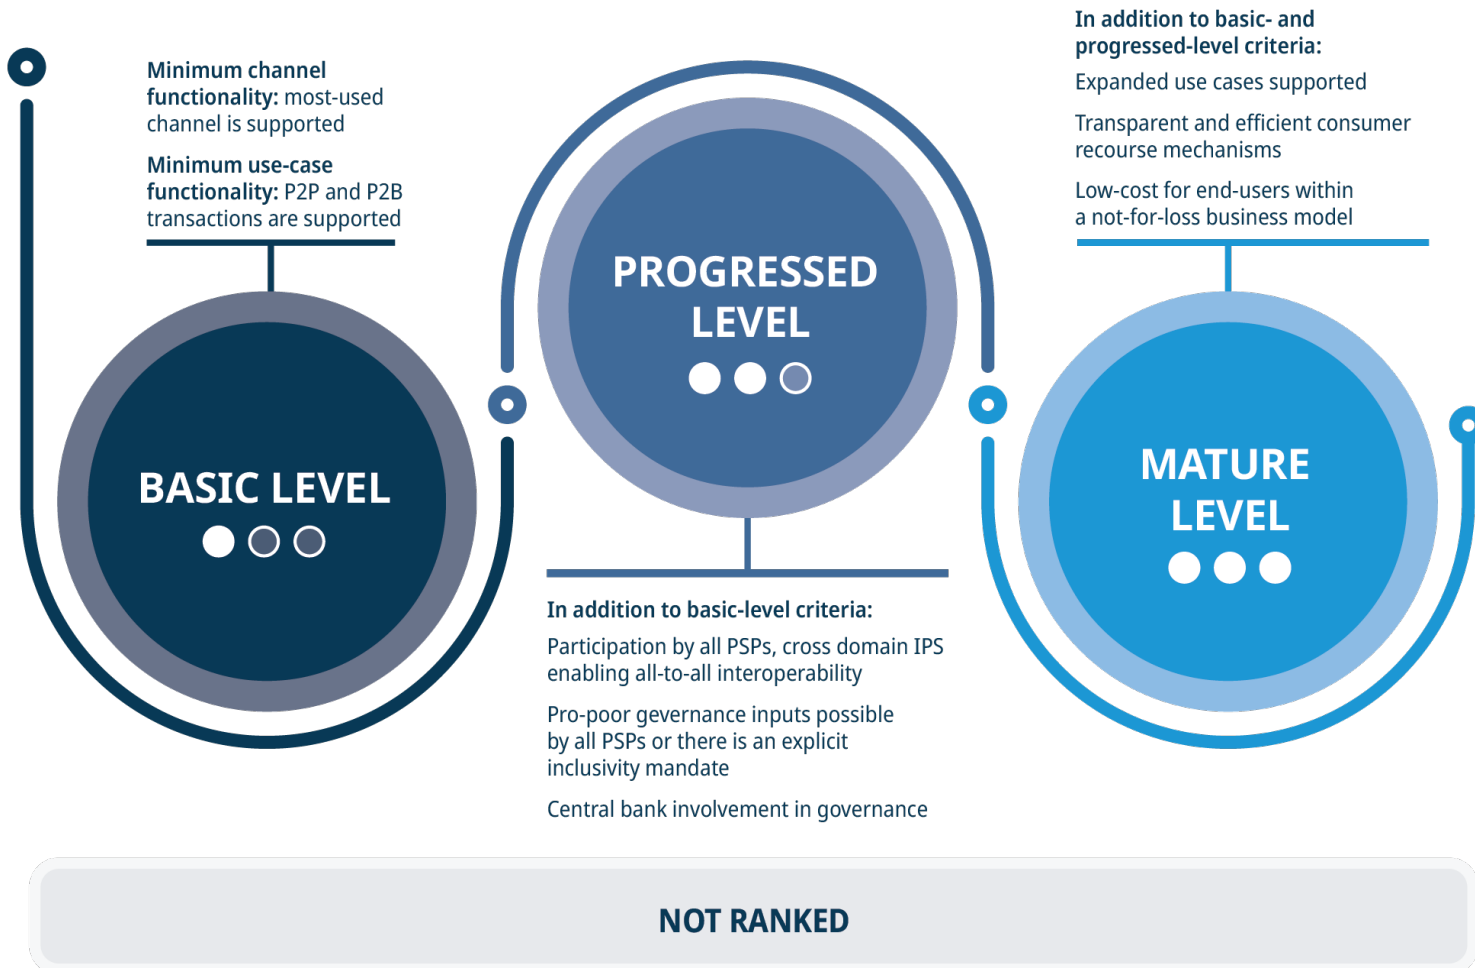 Minimum channel
functionality: most-used
channel is supported
Minimum use-case
functionality: P2P and P2B
transactions are supported
BASIC LEVEL
PROGRESSED
LEVEL
In addition to basic-level criteria:
Participation by all PSPs, cross domain IPS
enabling all-to-all interoperability
Pro-poor gevernance inputs possible
by all PSPs or there is an explicit
inclusivity mandate
Central bank involvement in governance
In addition to basic- and
progressed-level criteria:
Expanded use cases supported
Transparent and efficient consumer
recourse mechanisms
Low-cost for end-users within
a not-for-loss business model
MATURE
LEVEL
NOT RANKED